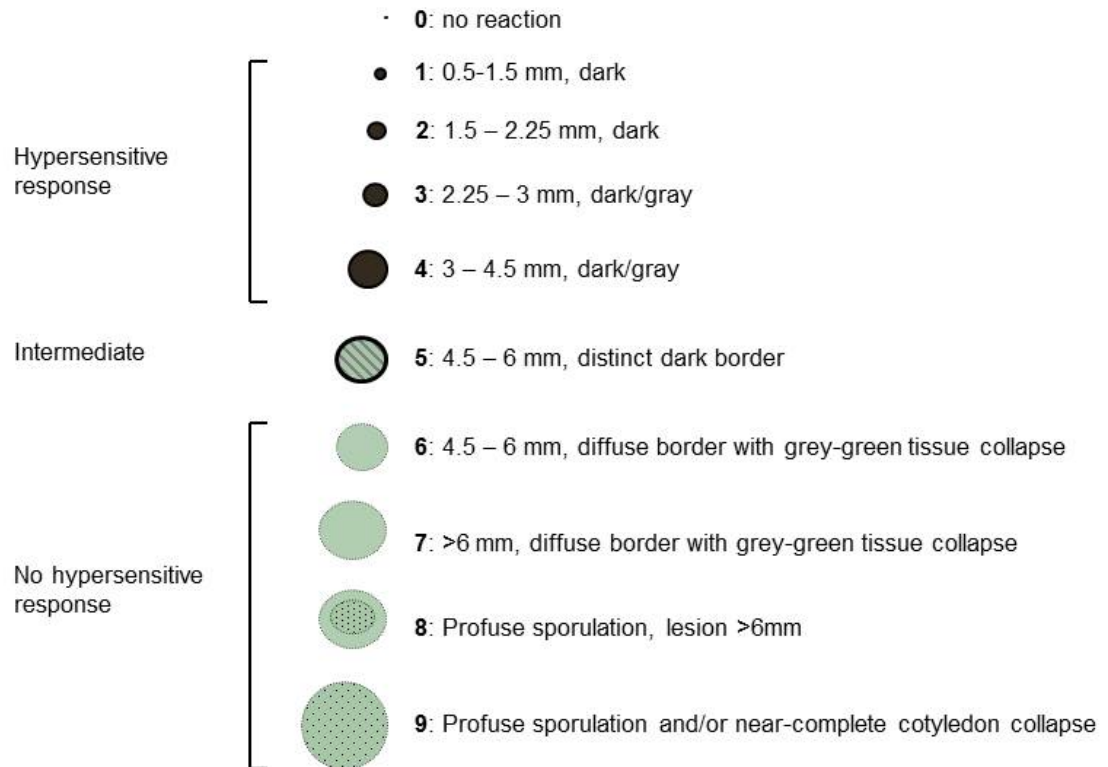 0: no reaction
1: 0.5-1.5 mm, dark
2: 1.5 – 2.25 mm, dark
Hypersensitive
response
3: 2.25 – 3 mm, dark/gray
4: 3 – 4.5 mm, dark/gray
Intermediate
5: 4.5 – 6 mm, distinct dark border
6: 4.5 – 6 mm, diffuse border with grey-green tissue collapse
7: >6 mm, diffuse border with grey-green tissue collapse
No hypersensitive
response
8: Profuse sporulation, lesion >6mm
9: Profuse sporulation and/or near-complete cotyledon collapse